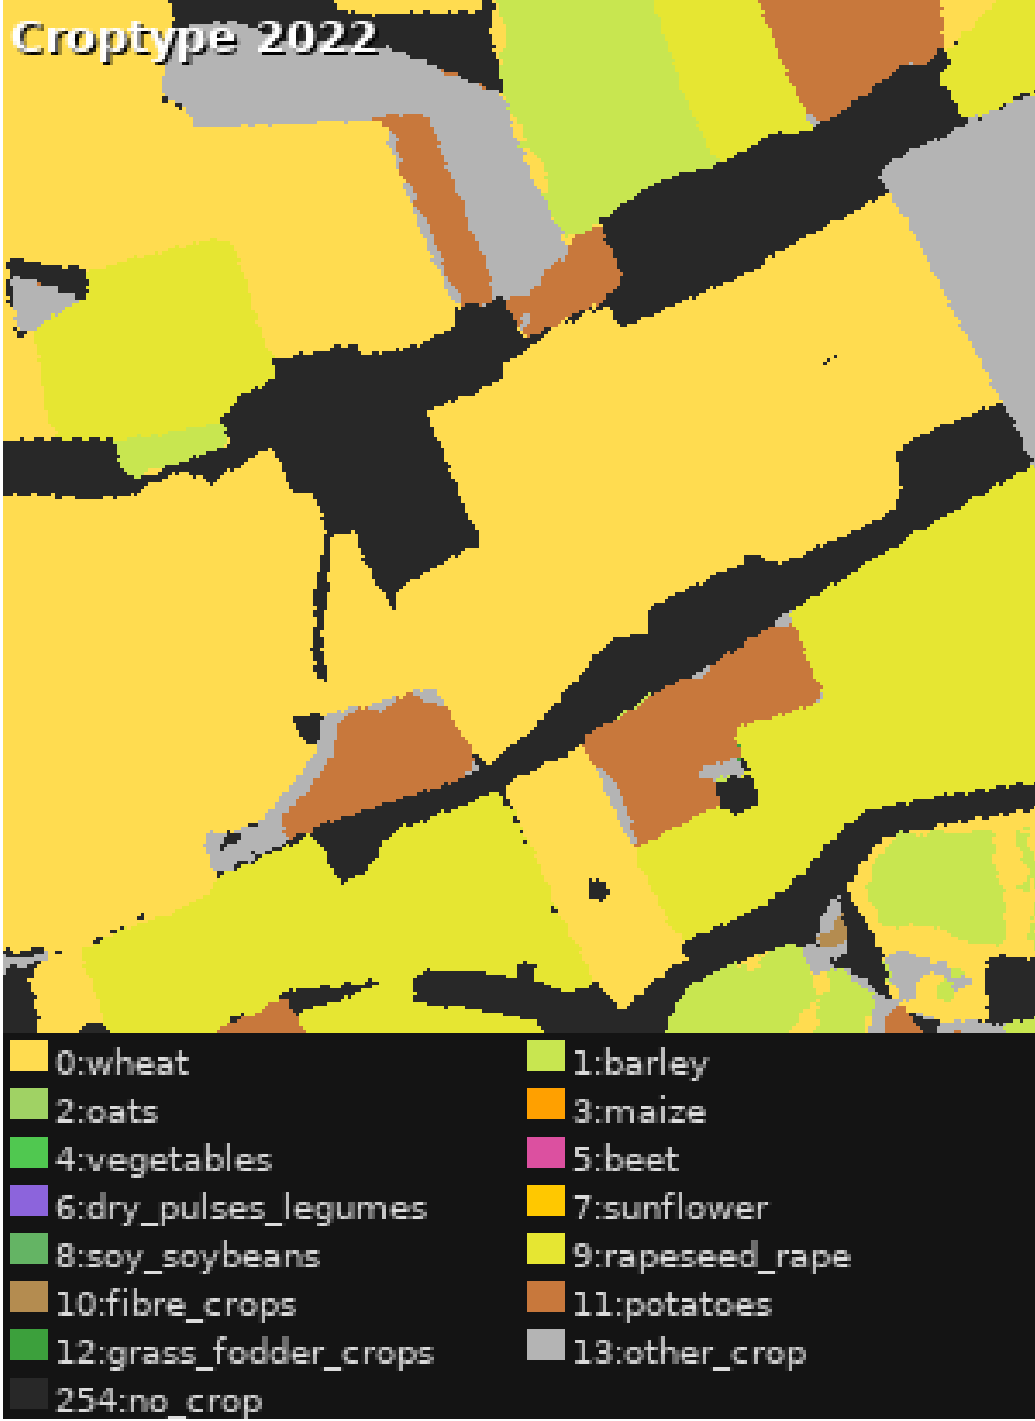 Croptype 2022
0:wheat
1:barley
2:oats
3:maize
4:vegetables
5:beet
6:dry_pulses_legumes
7:sunflower
8:soy_soybeans
9:rapeseed_rape
10:fibre_crops
11:potatoes
12:grass_fodder_crops
13:other_crop
254:no_crop